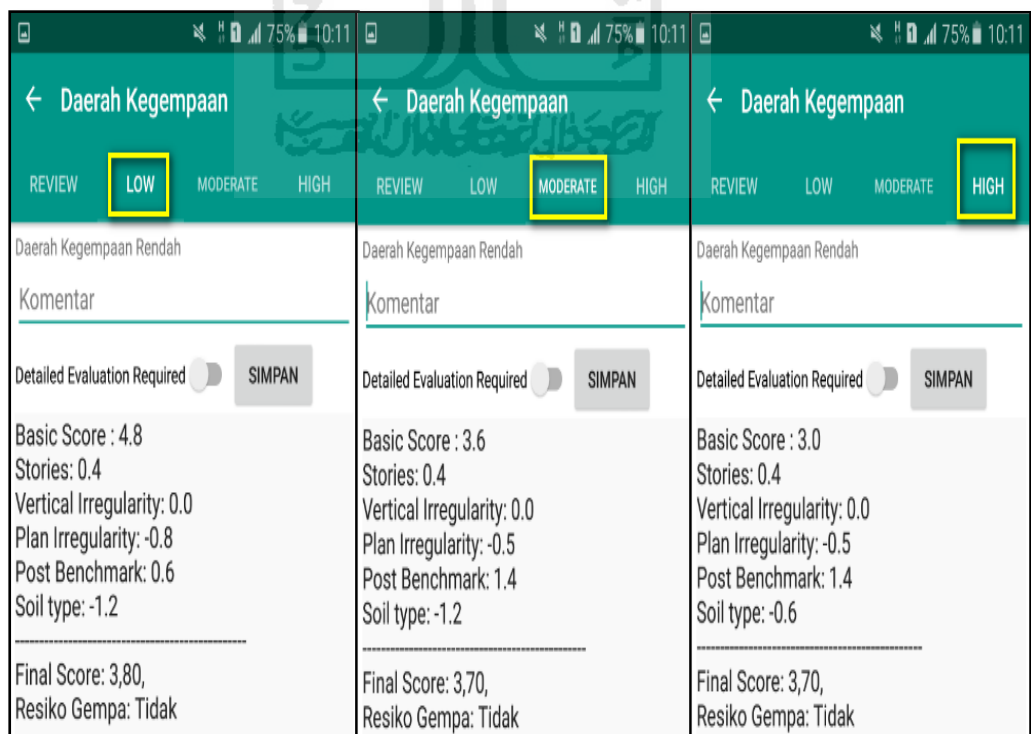 75% 10:11
Daerah Kegempaan
REVIEW LOW MODERATE HIGH
Daerah Kegempaan Rendah
Komentar
Detailed Evaluation Required SIMPAN
Basic Score : 4.8
Stories: 0.4
Vertical Irregularity: 0.0
Plan Irregularity: -0.8
Post Benchmark: 0.6
Soil type: -1.2
--------------------------------------------
Final Score: 3,80,
Resiko Gempa: Tidak
75% 10:11
Daerah Kegempaan
REVIEW LOW MODERATE HIGH
Daerah Kegempaan Rendah
Komentar
Detailed Evaluation Required SIMPAN
Basic Score : 3.6
Stories: 0.4
Vertical Irregularity: 0.0
Plan Irregularity: -0.5
Post Benchmark: 1.4
Soil type: -1.2
--------------------------------------------
Final Score: 3,70,
Resiko Gempa: Tidak
75% 10:11
Daerah Kegempaan
REVIEW LOW MODERATE HIGH
Daerah Kegempaan Rendah
Komentar
Detailed Evaluation Required SIMPAN
Basic Score : 3.0
Stories: 0.4
Vertical Irregularity: 0.0
Plan Irregularity: -0.5
Post Benchmark: 1.4
Soil type: -0.6
--------------------------------------------
Final Score: 3,70,
Resiko Gempa: Tidak